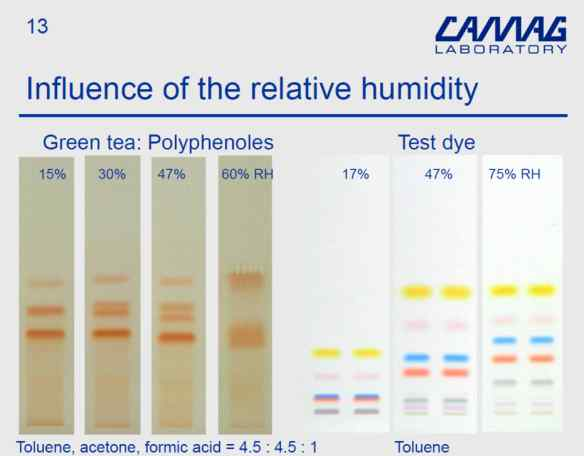 13
CAMAG
LABORATORY
Influence of the relative humidity
Green tea: Polyphenoles
Test dye
15% 30% 47% 60% RH
17% 47% 75% RH
Toluene, acetone, formic acid = 4.5 : 4.5 : 1
Toluene